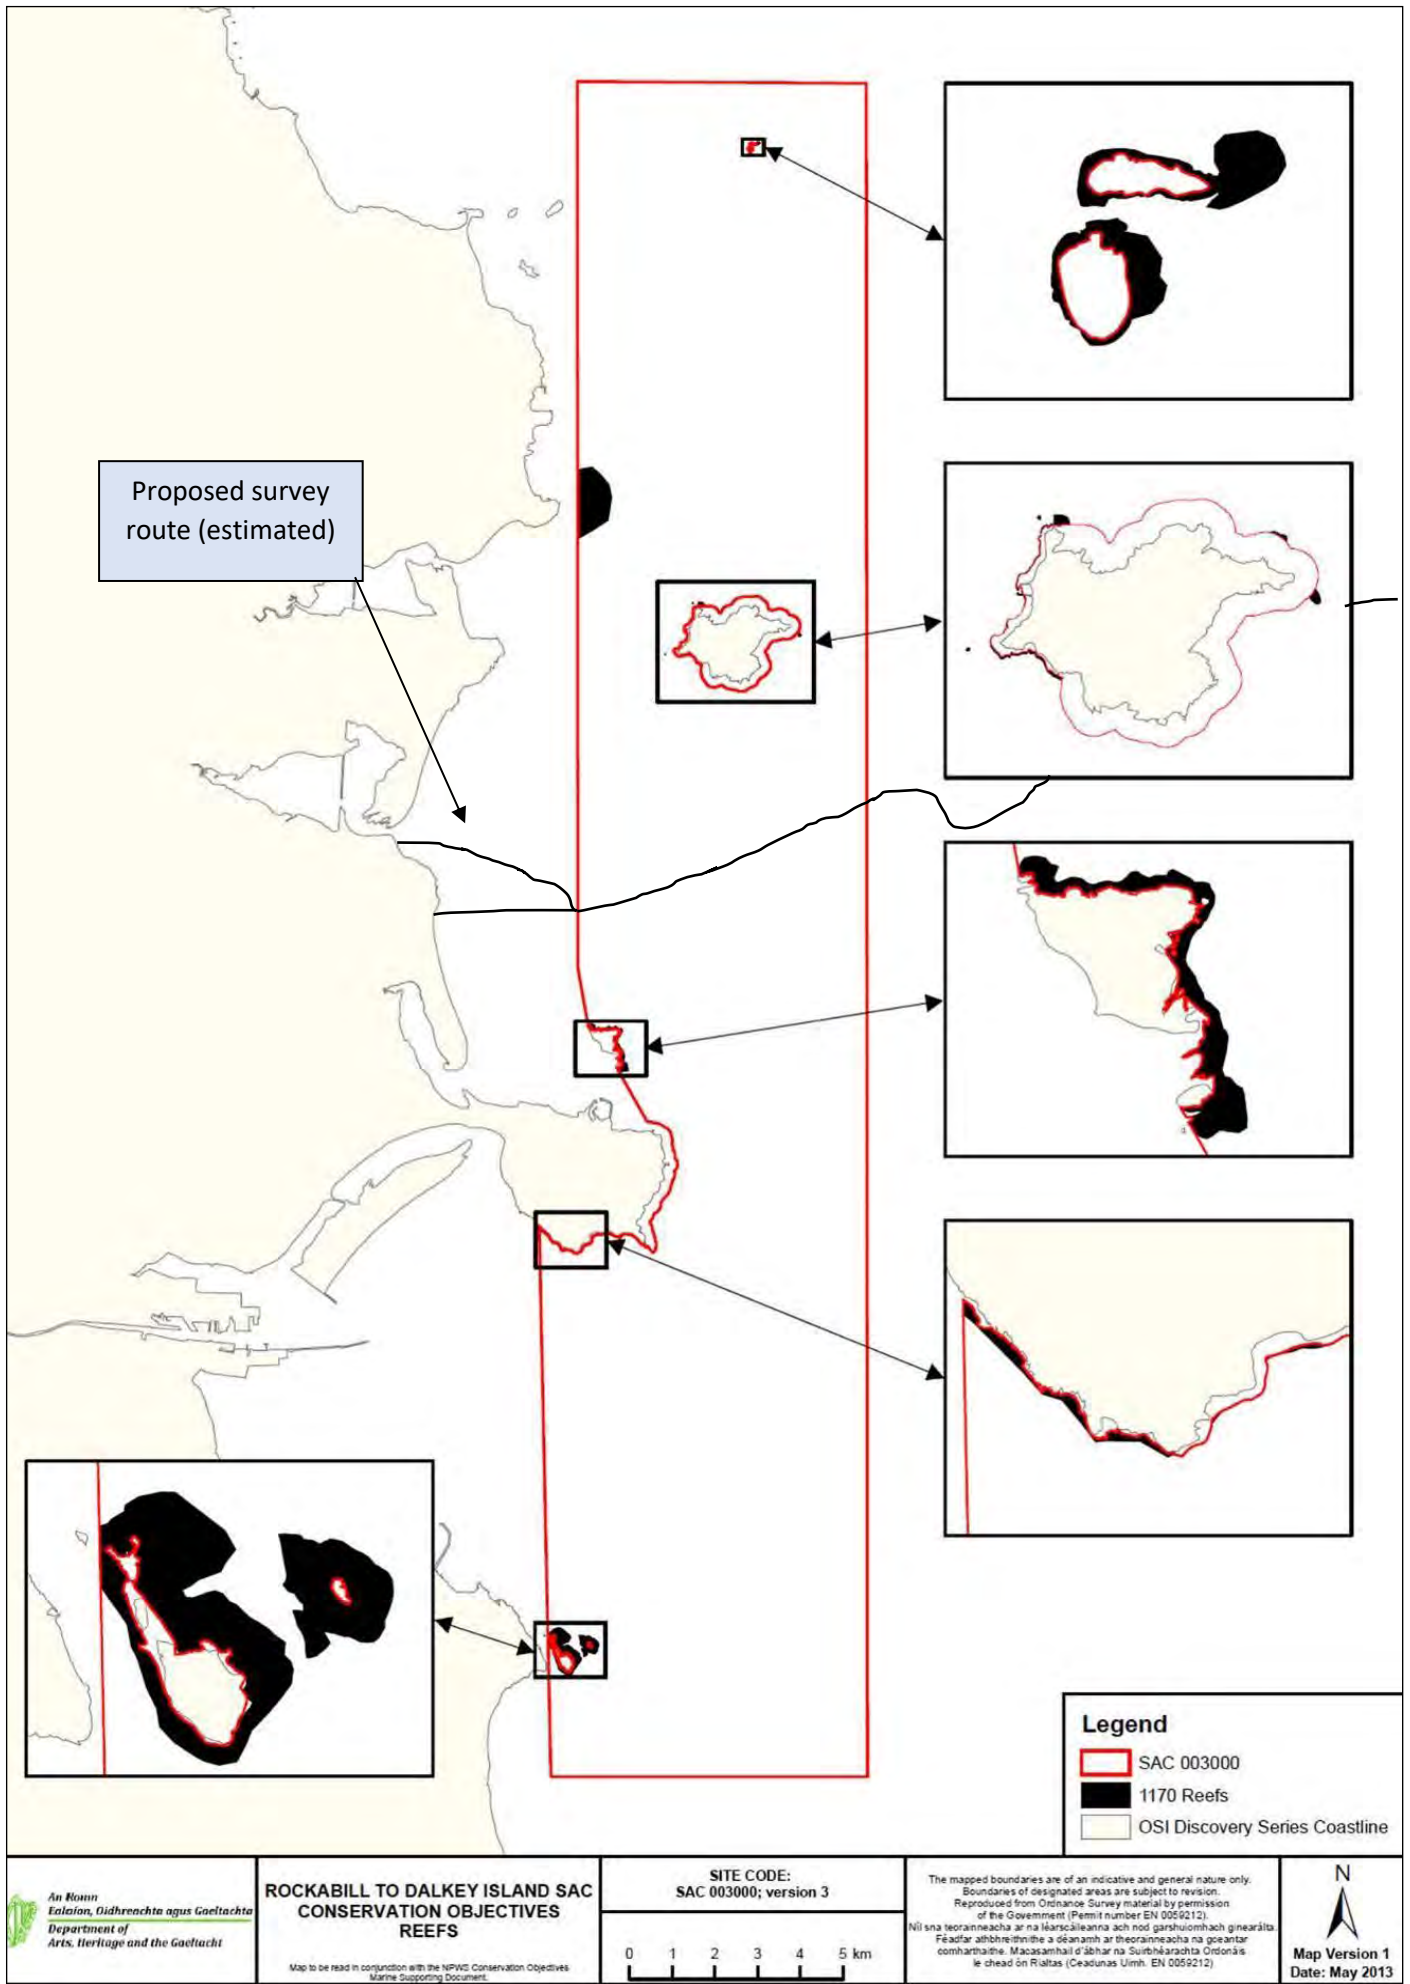 Proposed survey
route (estimated)
Legend
SAC 003000
1170 Reefs
OSI Discovery Series Coastline
An Roinn
Ealaíon, Oidhreachta agus Gaeltachta
Department of
Arts, Heritage and the Gaeltacht
ROCKABILL TO DALKEY ISLAND SAC
CONSERVATION OBJECTIVES
REEFS
Map to be read in conjunction with the NPWS Conservation Objectives
Marine Supporting Document.
SITE CODE:
SAC 003000; version 3
0 1 2 3 4 5 km
The mapped boundaries are of an indicative and general nature only.
Boundaries of designated areas are subject to revision.
Reproduced from Ordnance Survey material by permission
of the Government (Permit number EN 0059212).
Níl sna teorainneacha ar na léarscáileanna ach nod garshuiomhach ginearálta.
Féadfar athbhreithnithe a déanamh ar theorainneacha na gceantar
comharthaithe. Macasamhail d'ábhar na Suirbhéarachta Ordonáis
le chead ón Rialtas (Ceadunas Uimh. EN 0059212)
N
Map Version 1
Date: May 2013